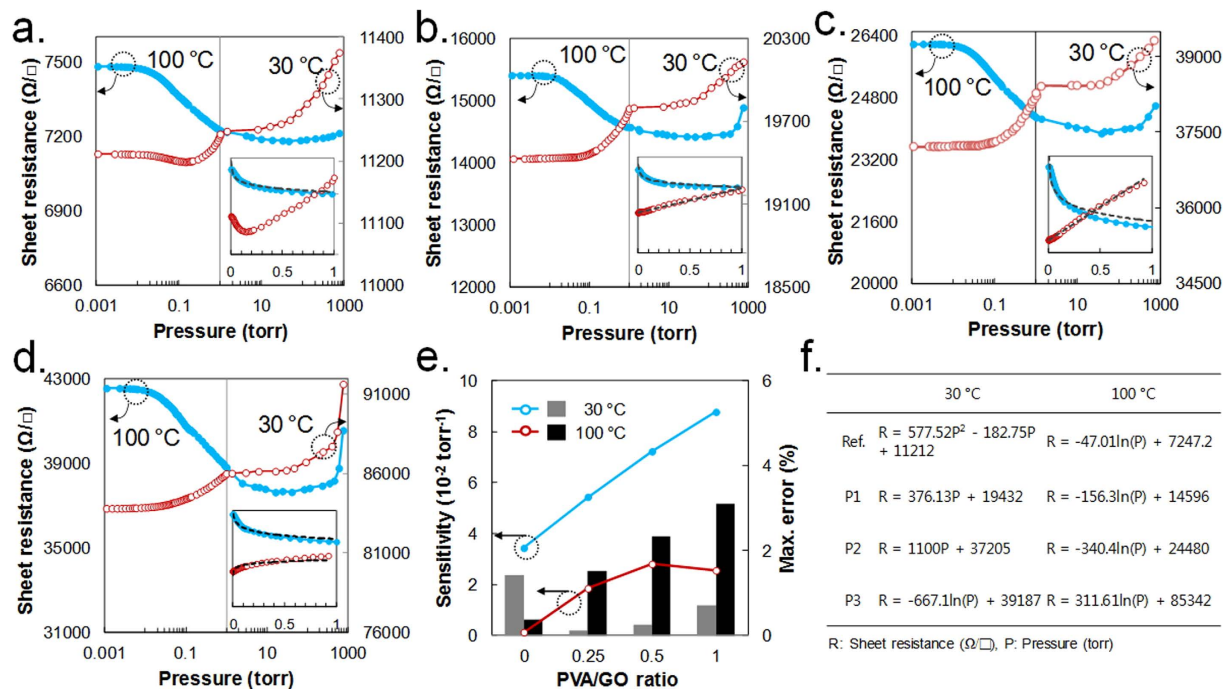 a.
Sheet resistance (Ω/□)
7500
7200
6900
6600
100 °C
30 °C
11400
11300
11200
11100
11000
0
0.5
1
0.001
0.1
10
1000
Pressure (torr)
b.
Sheet resistance (Ω/□)
16000
15000
14000
13000
12000
100 °C
30 °C
20300
19700
19100
18500
0
0.5
1
0.001
0.1
10
1000
Pressure (torr)
c.
Sheet resistance (Ω/□)
26400
24800
23200
21600
20000
100 °C
30 °C
39000
37500
36000
34500
0
0.5
1
0.001
0.1
10
1000
Pressure (torr)
d.
Sheet resistance (Ω/□)
43000
39000
35000
31000
100 °C
30 °C
91000
86000
81000
76000
0
0.5
1
0.001
0.1
10
1000
Pressure (torr)
e.
Sensitivity (10-2 torr-1)
10
8
6
4
2
0
30 °C
100 °C
6
4
2
0
Max. error (%)
0
0.25
0.5
1
PVA/GO ratio
f.
30 °C 100 °C
Ref. R = 577.52P2 - 182.75P + 11212 R = -47.01ln(P) + 7247.2
P1 R = 376.13P + 19432 R = -156.3ln(P) + 14596
P2 R = 1100P + 37205 R = -340.4ln(P) + 24480
P3 R = -667.1ln(P) + 39187 R = 311.61ln(P) + 85342
R: Sheet resistance (Ω/□), P: Pressure (torr)